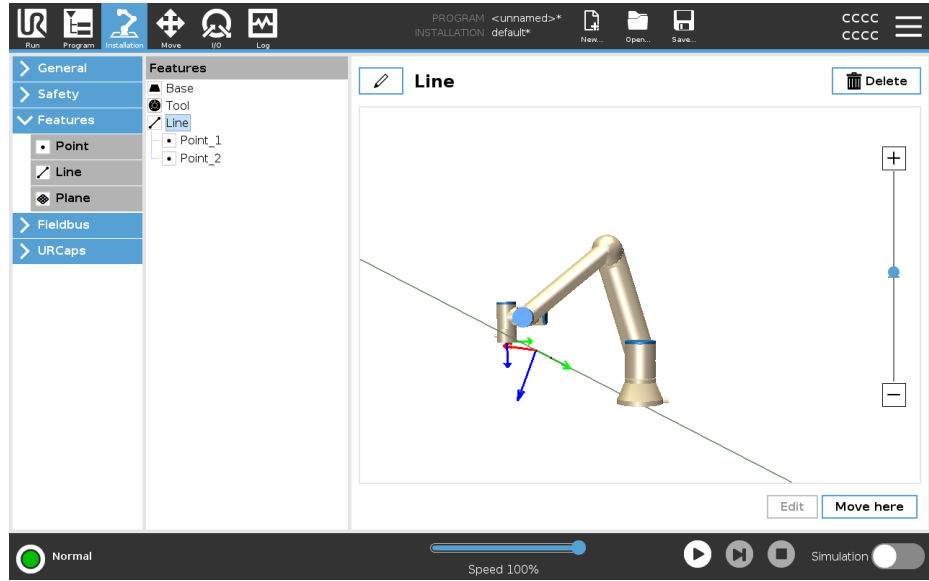 UR
PROGRAM <unnamed>*
INSTALLATION default*
cccc
cccc
Run Program Installation Move I/O Log New... Open... Save...
General
Safety
Features
Point
Line
Plane
Fieldbus
URCaps
Features
Base
Tool
Line
Point_1
Point_2
Line
Delete
Edit
Move here
Normal
Speed 100%
Simulation